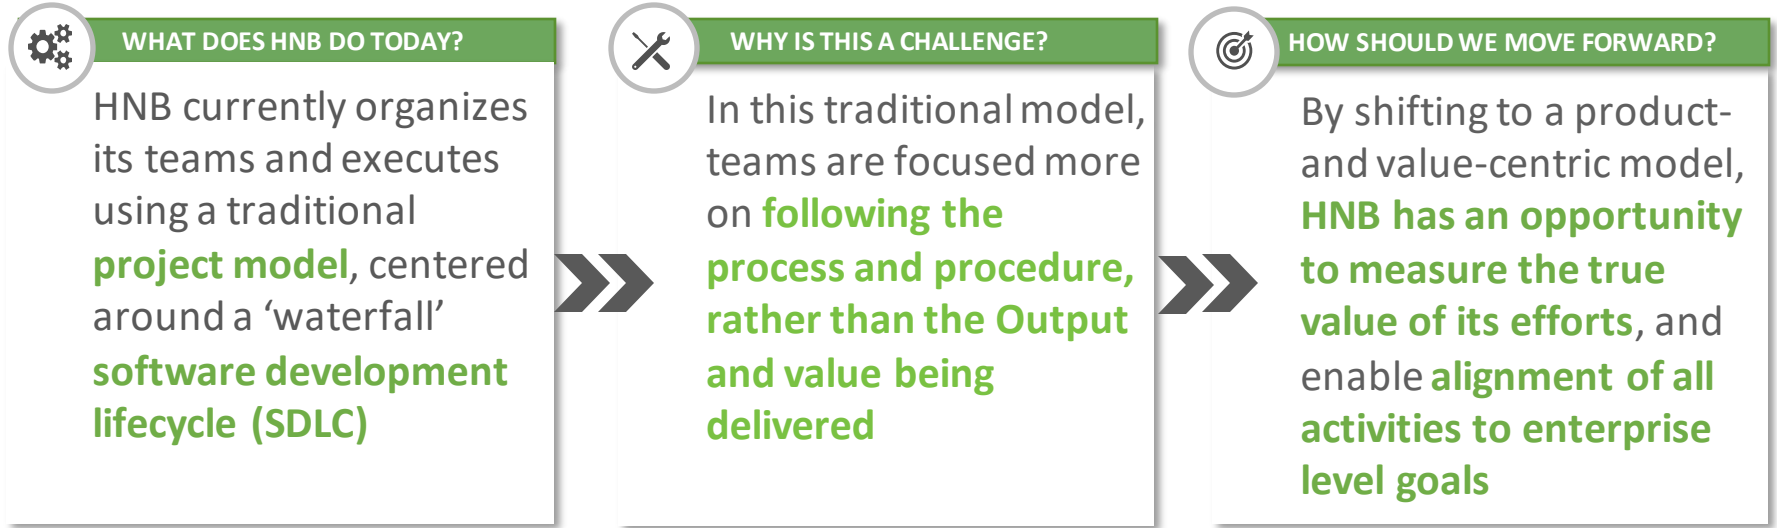 WHAT DOES HNB DO TODAY?
HNB currently organizes
its teams and executes
using a traditional
project model, centered
around a ‘waterfall’
software development
lifecycle (SDLC)
WHY IS THIS A CHALLENGE?
In this traditional model,
teams are focused more
on following the
process and procedure,
rather than the Output
and value being
delivered
HOW SHOULD WE MOVE FORWARD?
By shifting to a product-
and value-centric model,
HNB has an opportunity
to measure the true
value of its efforts, and
enable alignment of all
activities to enterprise
level goals